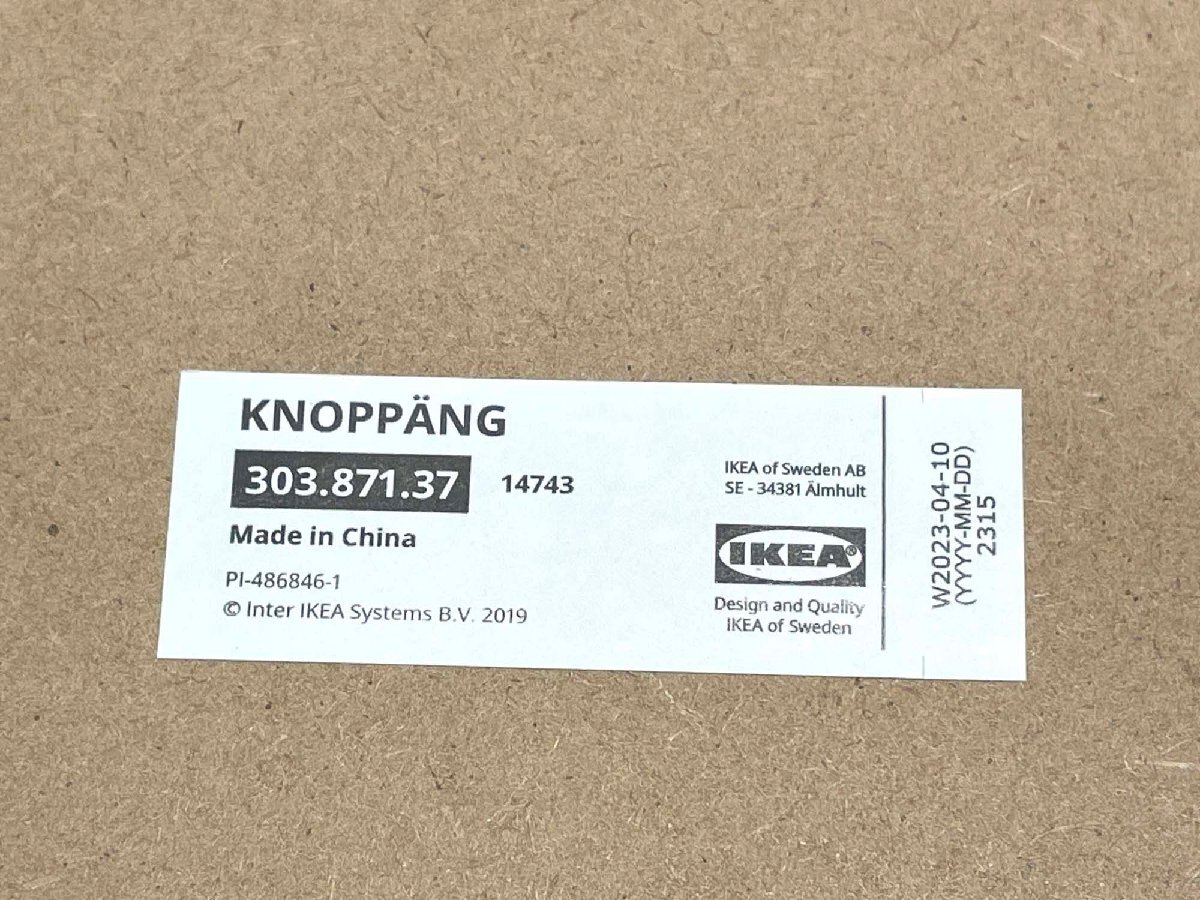 KNOPPÄNG
303.871.37 14743
Made in China
PI-486846-1
© Inter IKEA Systems B.V. 2019
IKEA of Sweden AB
SE - 34381 Älmhult
IKEA®
Design and Quality
IKEA of Sweden
W2023-04-10
(YYYY-MM-DD)
2315